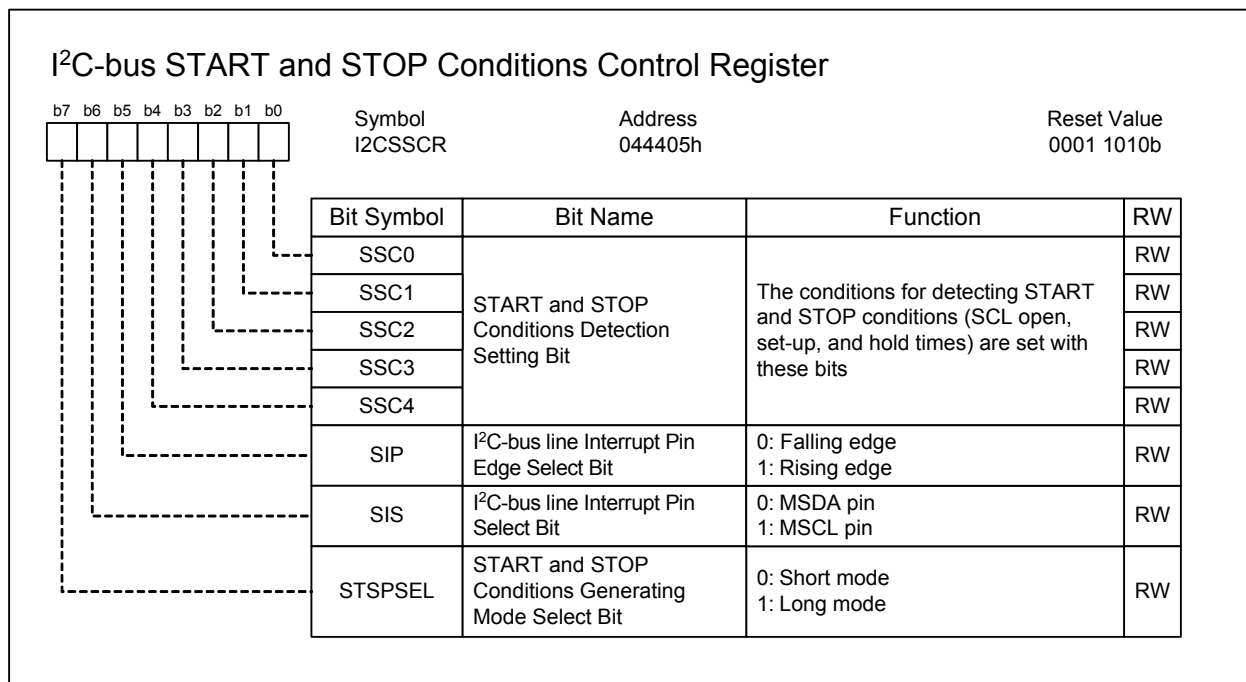 I²C-bus START and STOP Conditions Control Register
b7 b6 b5 b4 b3 b2 b1 b0
Symbol Address Reset Value
I2CSSCR 044405h 0001 1010b
Bit Symbol Bit Name Function RW
SSC0 RW
SSC1 RW
SSC2 RW
SSC3 RW
SSC4 RW
START and STOP
Conditions Detection
Setting Bit
The conditions for detecting START
and STOP conditions (SCL open,
set-up, and hold times) are set with
these bits
SIP
I²C-bus line Interrupt Pin
Edge Select Bit
0: Falling edge
1: Rising edge
RW
SIS
I²C-bus line Interrupt Pin
Select Bit
0: MSDA pin
1: MSCL pin
RW
STSPSEL
START and STOP
Conditions Generating
Mode Select Bit
0: Short mode
1: Long mode
RW